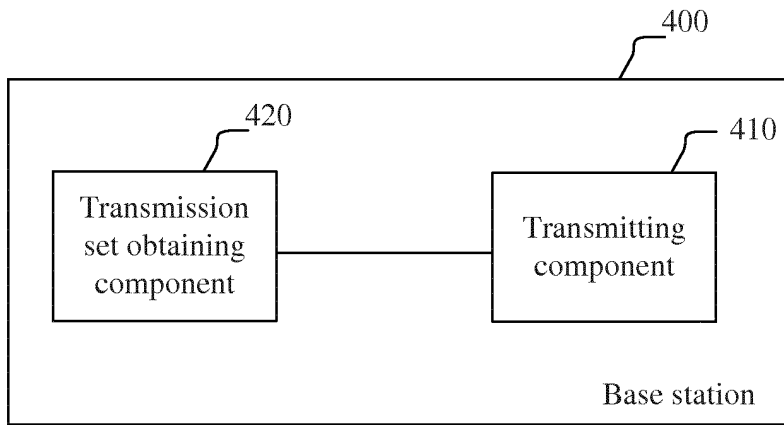 400
420
410
Transmission
set obtaining
component
Transmitting
component
Base station